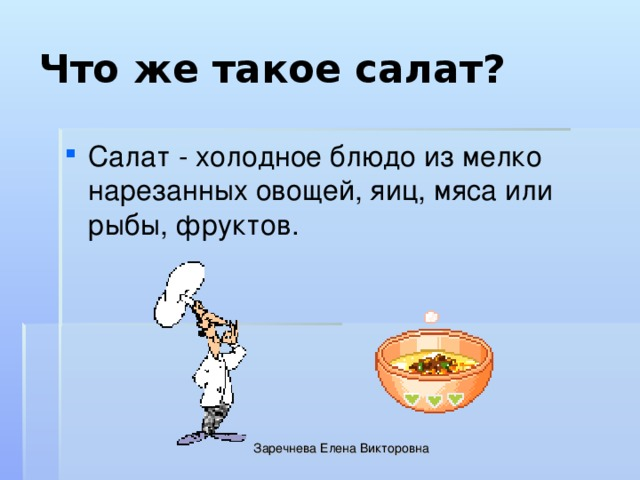 Что же такое салат?
Салат - холодное блюдо из мелко
нарезанных овощей, яиц, мяса или
рыбы, фруктов.
Заречнева Елена Викторовна